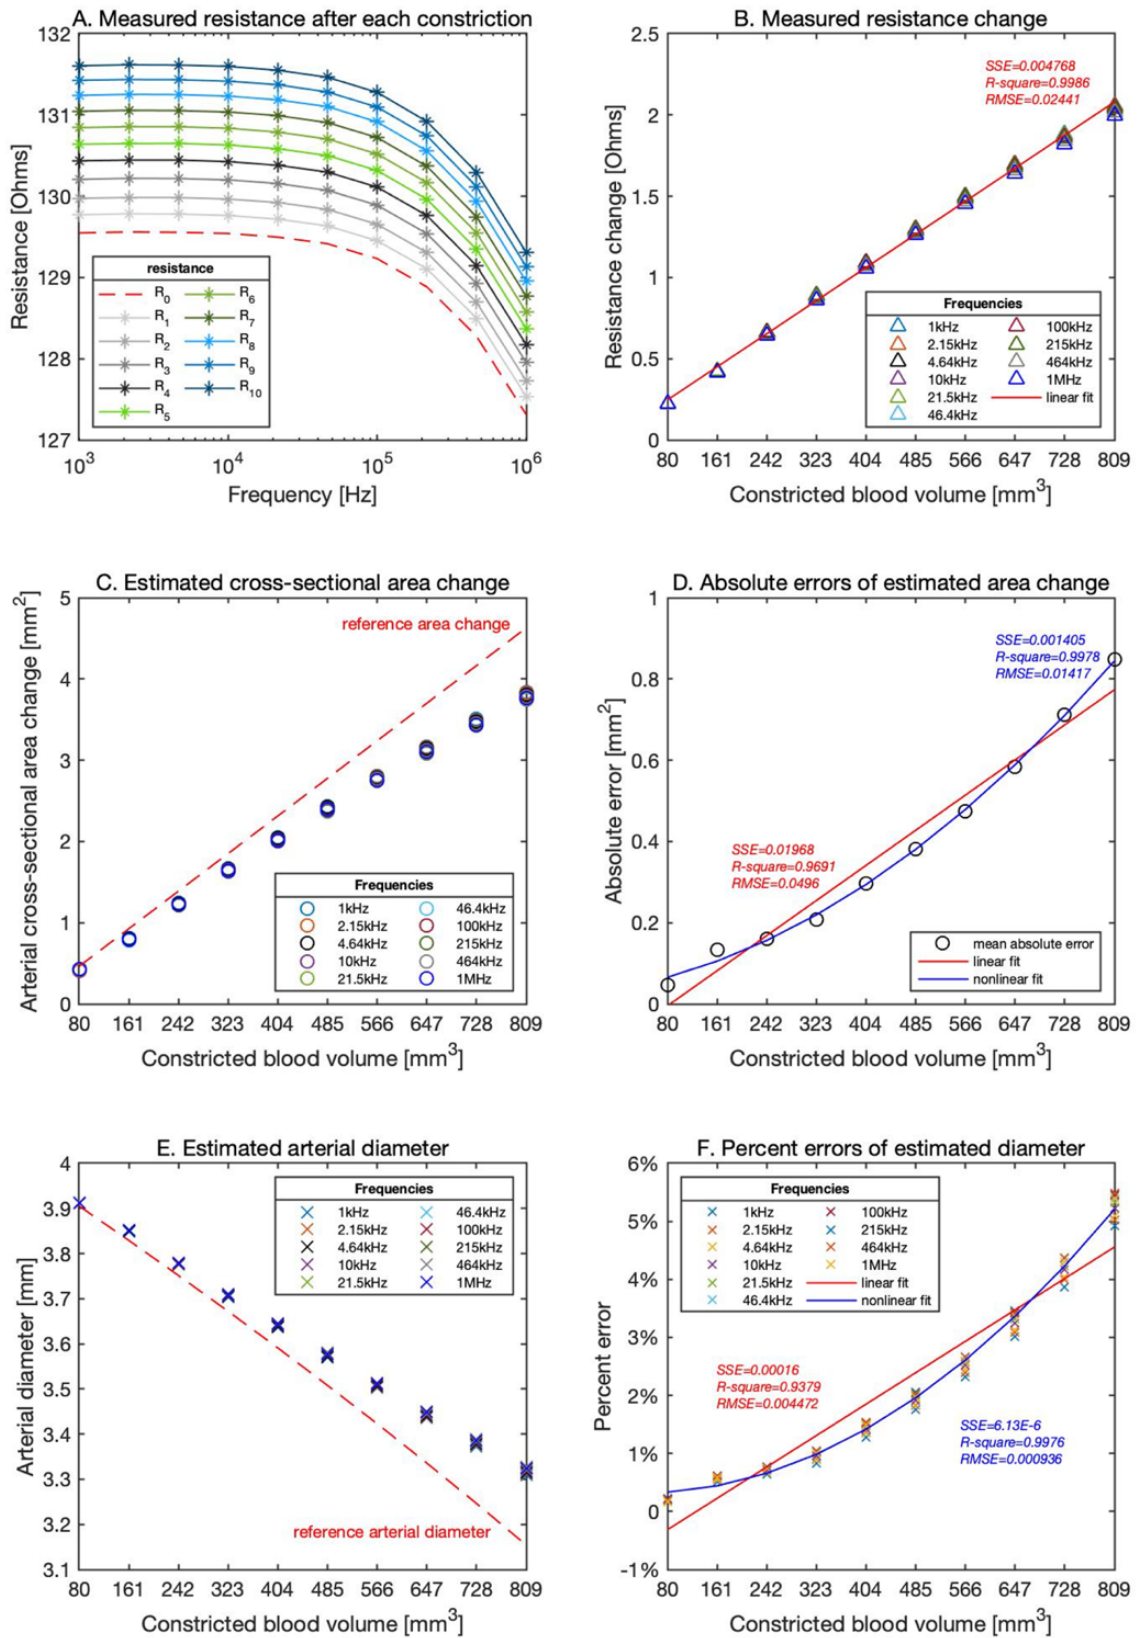 A. Measured resistance after each constriction
132
131
130
129
128
127
Resistance [Ohms]
resistance
R0 R6
R1 R7
R2 R8
R3 R9
R4 R10
R5
10^3 10^4 10^5 10^6
Frequency [Hz]
B. Measured resistance change
2.5
2
1.5
1
0.5
0
Resistance change [Ohms]
SSE=0.004768
R-square=0.9986
RMSE=0.02441
Frequencies
1kHz 100kHz
2.15kHz 215kHz
4.64kHz 464kHz
10kHz 1MHz
21.5kHz linear fit
46.4kHz
80 161 242 323 404 485 566 647 728 809
Constricted blood volume [mm^3]
C. Estimated cross-sectional area change
5
4
3
2
1
0
Arterial cross-sectional area change [mm^2]
reference area change
Frequencies
1kHz 46.4kHz
2.15kHz 100kHz
4.64kHz 215kHz
10kHz 464kHz
21.5kHz 1MHz
80 161 242 323 404 485 566 647 728 809
Constricted blood volume [mm^3]
D. Absolute errors of estimated area change
1
0.8
0.6
0.4
0.2
0
Absolute error [mm^2]
SSE=0.001405
R-square=0.9978
RMSE=0.01417
SSE=0.01968
R-square=0.9691
RMSE=0.0496
mean absolute error
linear fit
nonlinear fit
80 161 242 323 404 485 566 647 728 809
Constricted blood volume [mm^3]
E. Estimated arterial diameter
4
3.9
3.8
3.7
3.6
3.5
3.4
3.3
3.2
3.1
Arterial diameter [mm]
Frequencies
1kHz 46.4kHz
2.15kHz 100kHz
4.64kHz 215kHz
10kHz 464kHz
21.5kHz 1MHz
reference arterial diameter
80 161 242 323 404 485 566 647 728 809
Constricted blood volume [mm^3]
F. Percent errors of estimated diameter
6%
5%
4%
3%
2%
1%
0
-1%
Percent error
Frequencies
1kHz 100kHz
2.15kHz 215kHz
4.64kHz 464kHz
10kHz 1MHz
21.5kHz linear fit
46.4kHz nonlinear fit
SSE=0.00016
R-square=0.9379
RMSE=0.004472
SSE=6.13E-6
R-square=0.9976
RMSE=0.000936
80 161 242 323 404 485 566 647 728 809
Constricted blood volume [mm^3]